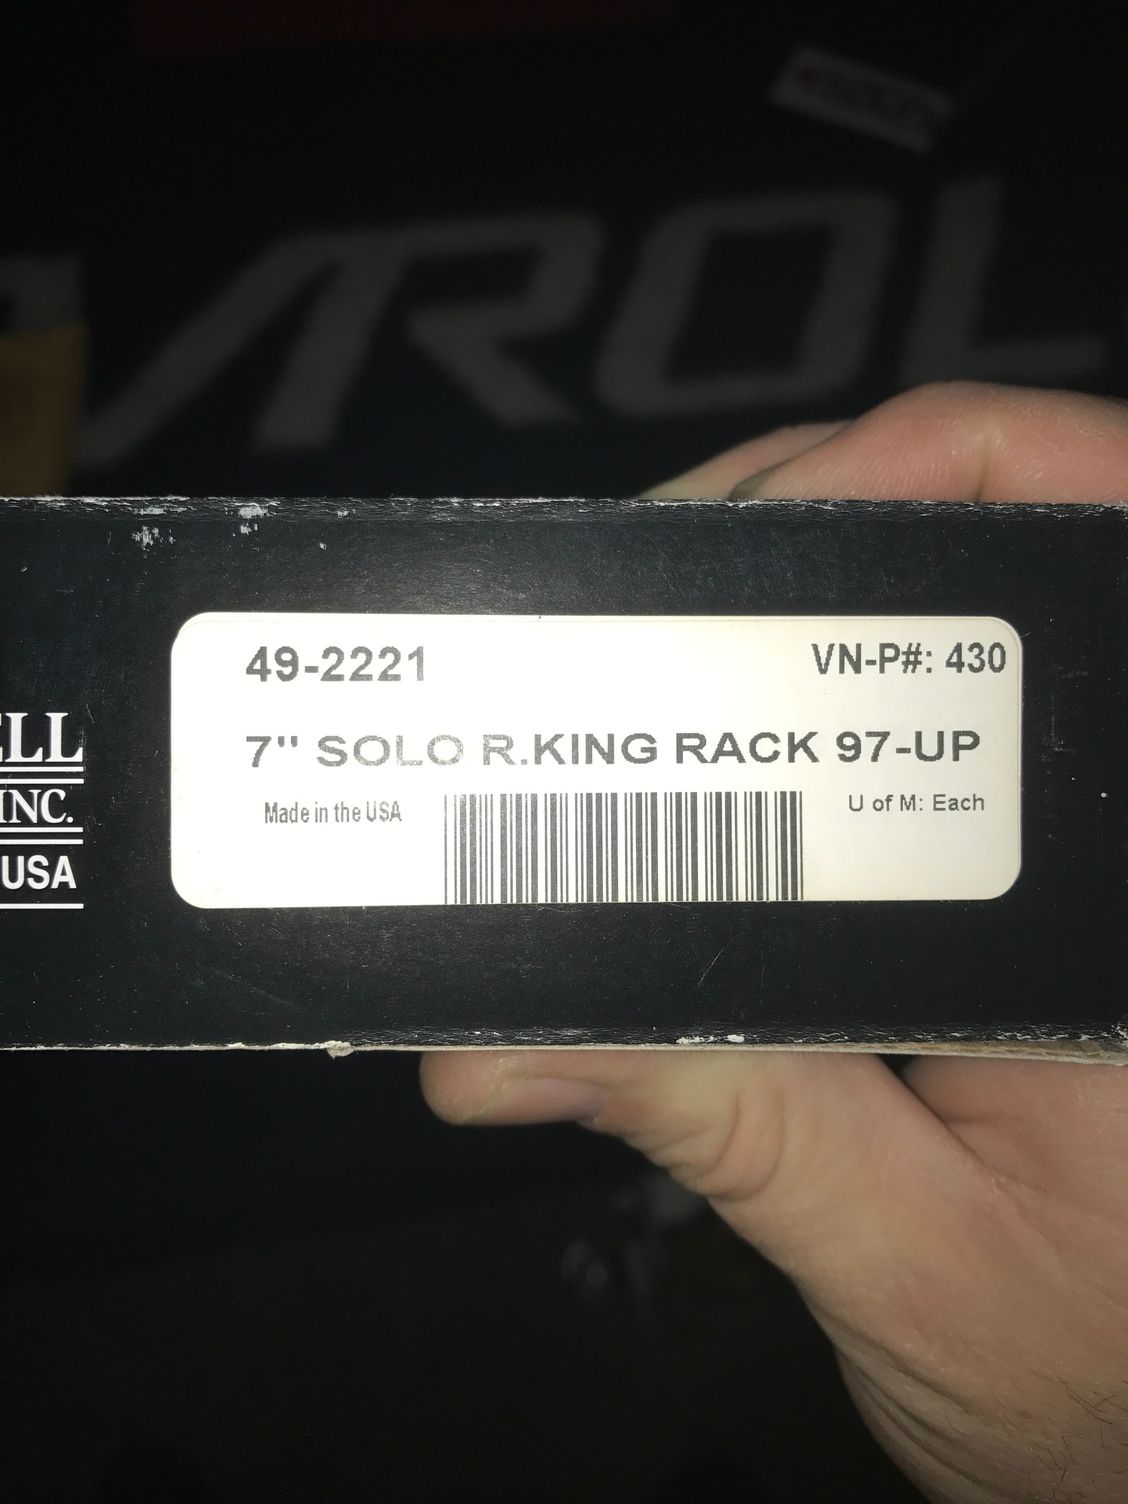 VROL
49-2221
VN-P#: 430
7" SOLO R.KING RACK 97-UP
Made in the USA
U of M: Each
ELL
INC.
USA